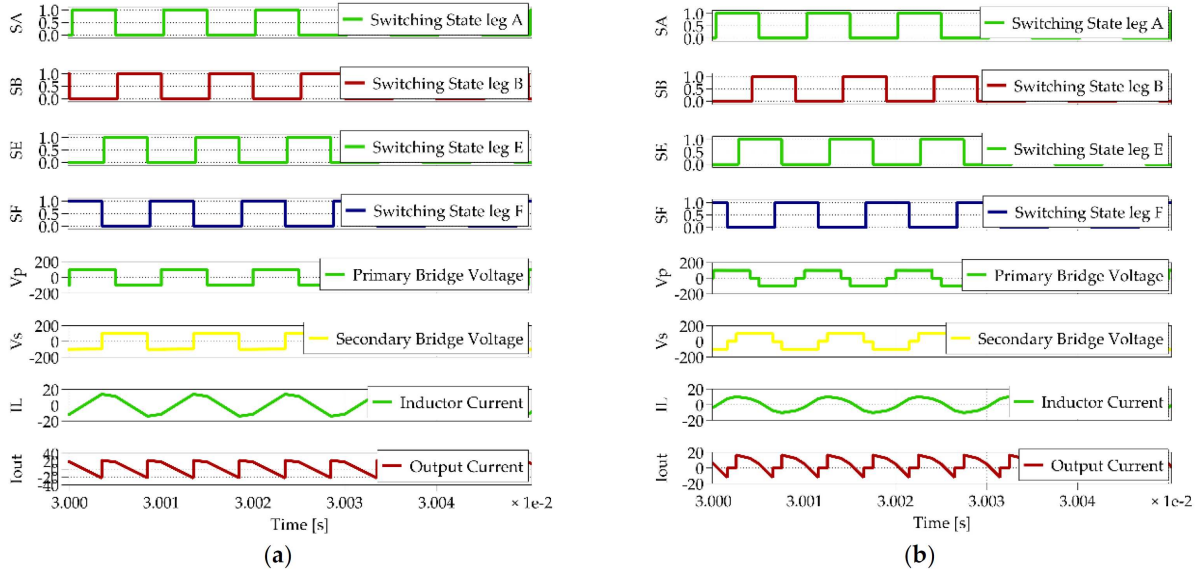 SA
1.0
0.5
0.0
Switching State leg A
SB
1.0
0.5
0.0
Switching State leg B
SE
1.0
0.5
0.0
Switching State leg E
SF
1.0
0.5
0.0
Switching State leg F
Vp
200
0
-200
Primary Bridge Voltage
Vs
200
0
-200
Secondary Bridge Voltage
IL
20
0
-20
Inductor Current
Iout
40
20
0
-20
-40
Output Current
3.000 3.001 3.002 3.003 3.004 × 1e-2
Time [s]
(a)
SA
1.0
0.5
0.0
Switching State leg A
SB
1.0
0.5
0.0
Switching State leg B
SE
1.0
0.5
0.0
Switching State leg E
SF
1.0
0.5
0.0
Switching State leg F
Vp
200
0
-200
Primary Bridge Voltage
Vs
200
0
-200
Secondary Bridge Voltage
IL
20
0
-20
Inductor Current
Iout
20
0
-20
Output Current
3.000 3.001 3.002 3.003 3.004 × 1e-2
Time [s]
(b)